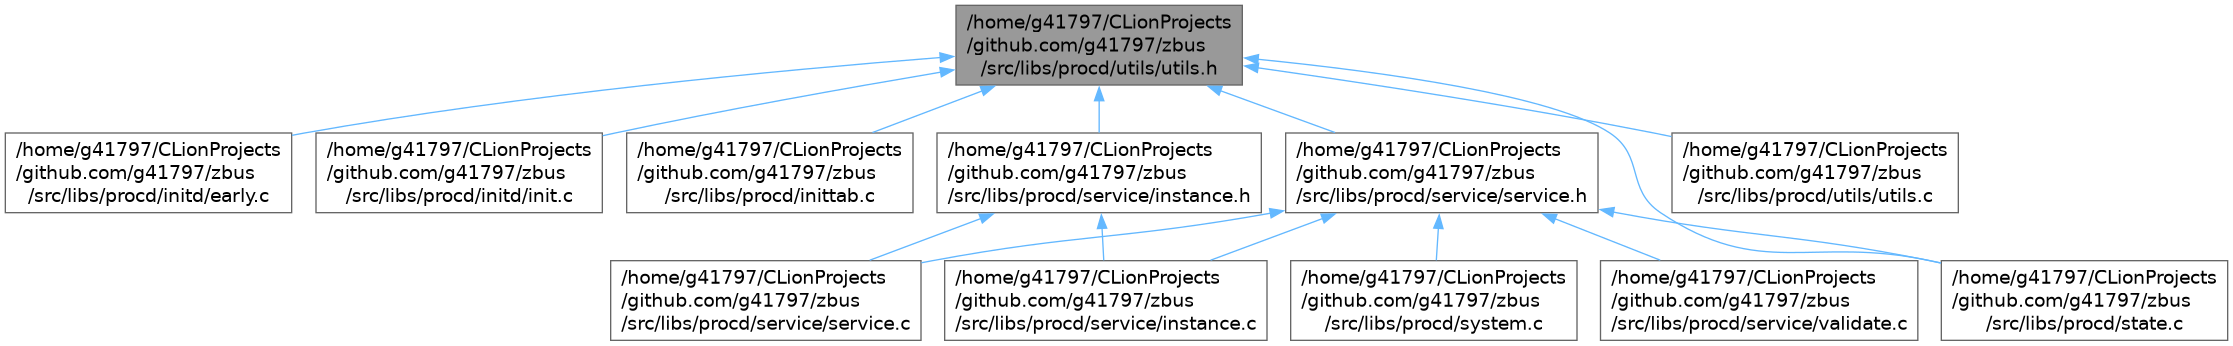 /home/g41797/CLionProjects
/github.com/g41797/zbus
/src/libs/procd/utils/utils.h
/home/g41797/CLionProjects
/github.com/g41797/zbus
/src/libs/procd/initd/early.c
/home/g41797/CLionProjects
/github.com/g41797/zbus
/src/libs/procd/initd/init.c
/home/g41797/CLionProjects
/github.com/g41797/zbus
/src/libs/procd/inittab.c
/home/g41797/CLionProjects
/github.com/g41797/zbus
/src/libs/procd/service/instance.h
/home/g41797/CLionProjects
/github.com/g41797/zbus
/src/libs/procd/service/service.h
/home/g41797/CLionProjects
/github.com/g41797/zbus
/src/libs/procd/utils/utils.c
/home/g41797/CLionProjects
/github.com/g41797/zbus
/src/libs/procd/service/service.c
/home/g41797/CLionProjects
/github.com/g41797/zbus
/src/libs/procd/service/instance.c
/home/g41797/CLionProjects
/github.com/g41797/zbus
/src/libs/procd/system.c
/home/g41797/CLionProjects
/github.com/g41797/zbus
/src/libs/procd/service/validate.c
/home/g41797/CLionProjects
/github.com/g41797/zbus
/src/libs/procd/state.c